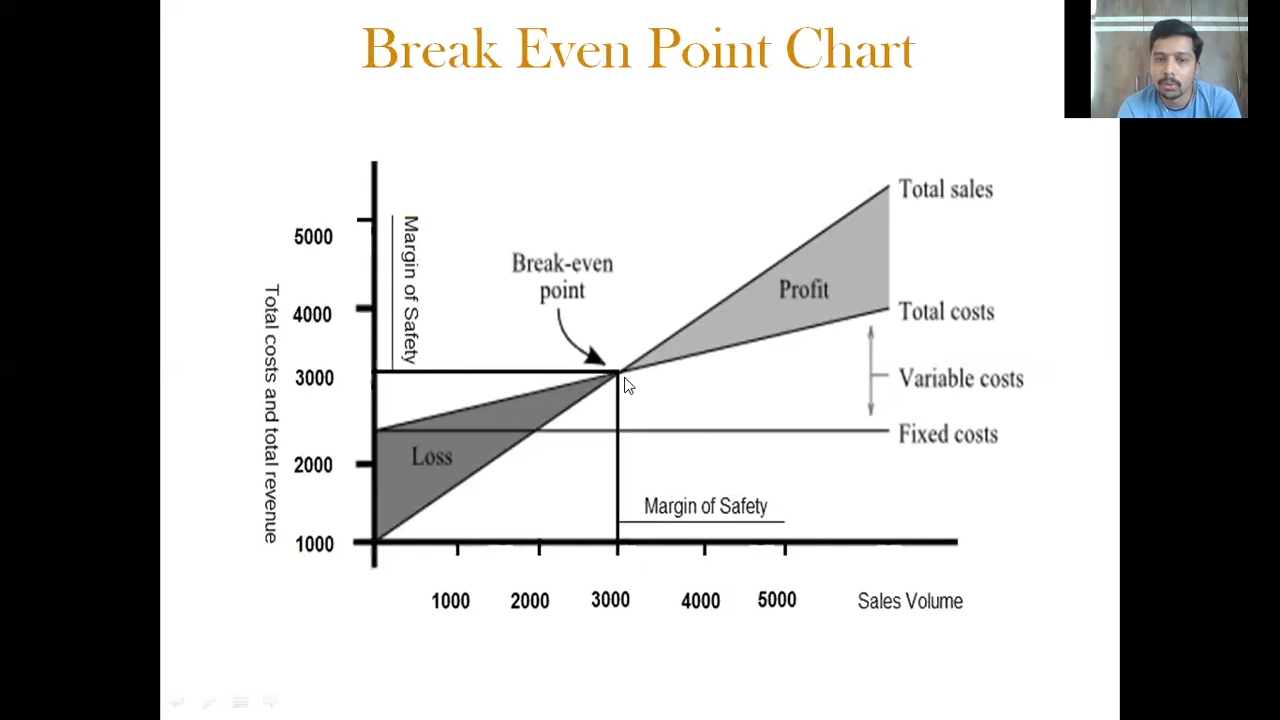 Break Even Point Chart
Total sales
5000
Margin of Safety
Break-even
point
Profit
4000
Total costs
Total costs and total revenue
3000
Variable costs
Fixed costs
Loss
2000
Margin of Safety
1000
1000 2000 3000 4000 5000 Sales Volume